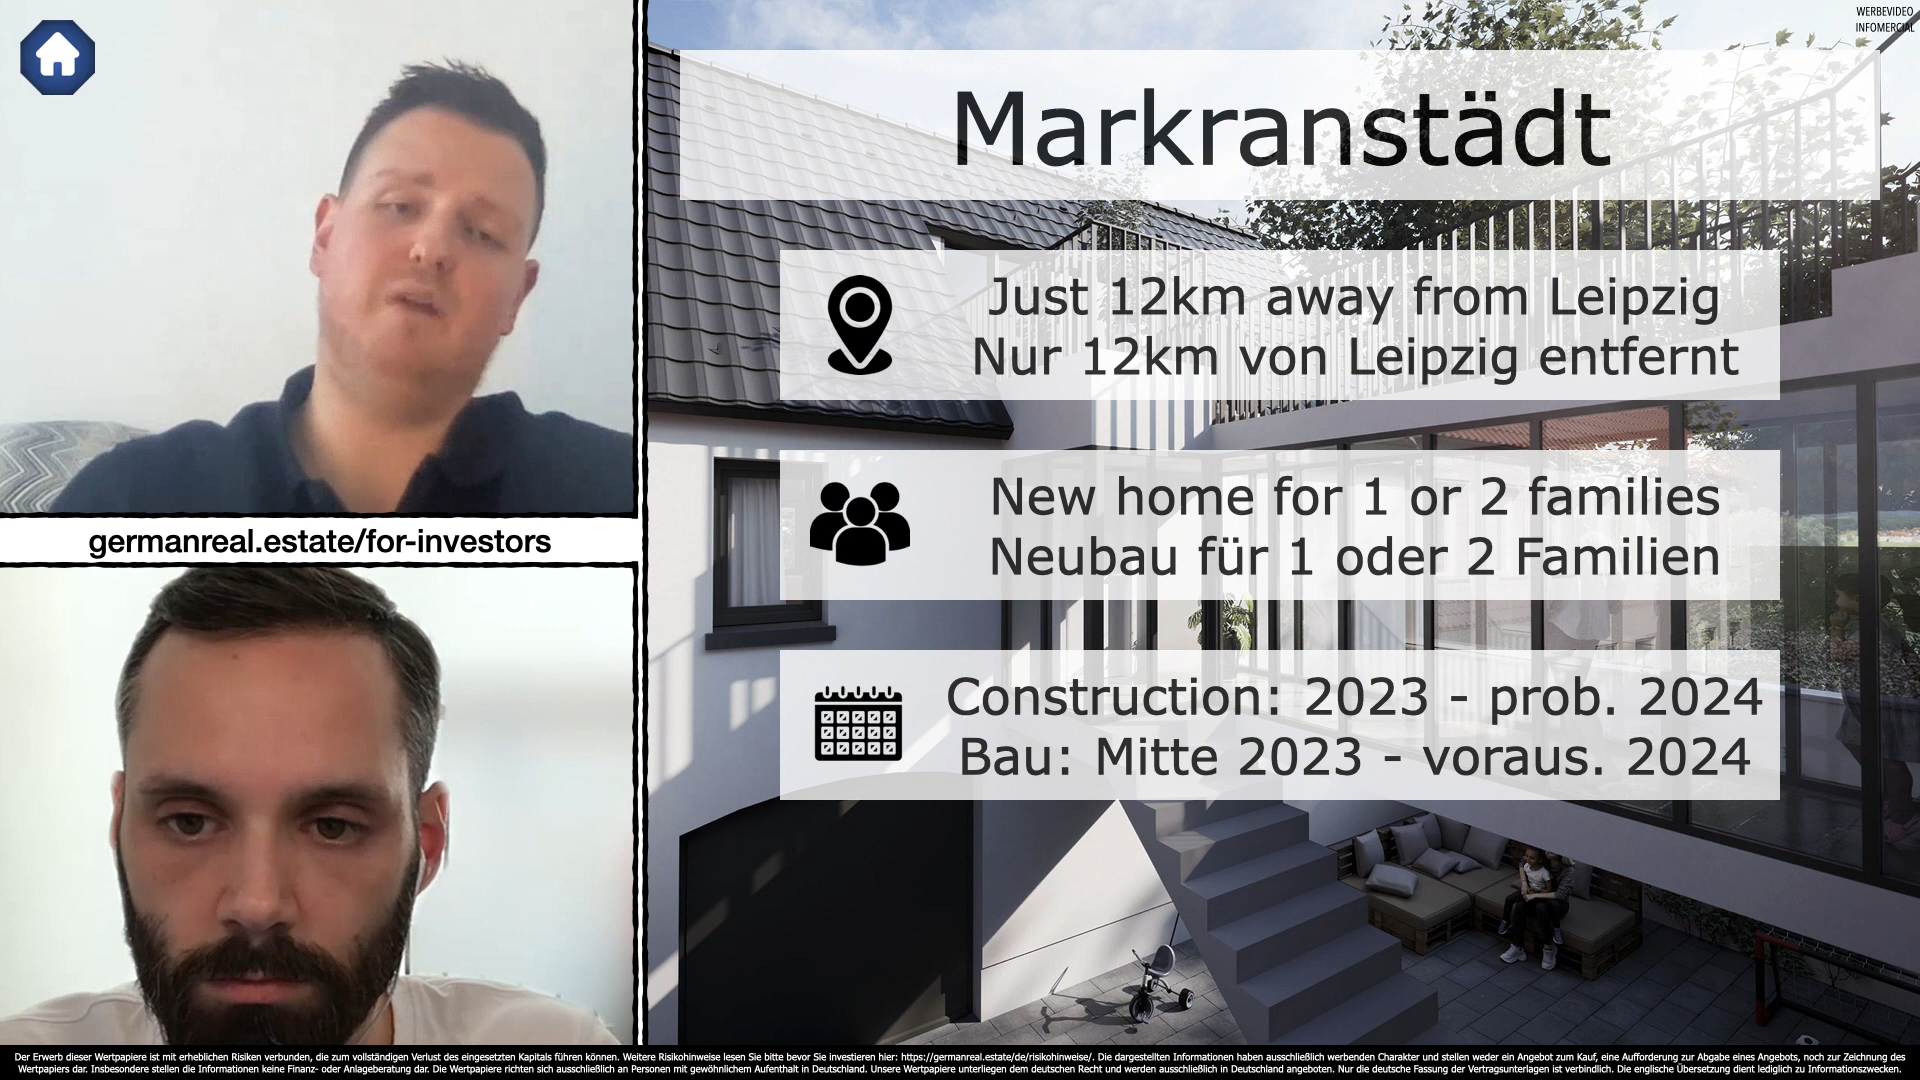 WERBEVIDEO
INFOMERCIAL
Markranstädt
Just 12km away from Leipzig
Nur 12km von Leipzig entfernt
New home for 1 or 2 families
Neubau für 1 oder 2 Familien
Construction: 2023 - prob. 2024
Bau: Mitte 2023 - voraus. 2024
germanreal.estate/for-investors
Der Erwerb dieser Wertpapiere ist mit erheblichen Risiken verbunden, die zum vollständigen Verlust des eingesetzten Kapitals führen können. Weitere Risikohinweise lesen Sie bitte bevor Sie investieren hier: https://germanreal.estate/de/risikohinweise/. Die dargestellten Informationen haben ausschließlich werbenden Charakter und stellen weder ein Angebot zum Kauf, eine Aufforderung zur Abgabe eines Angebots, noch zur Zeichnung des
Wertpapiers dar. Insbesondere stellen die Informationen keine Finanz- oder Anlageberatung dar. Die Wertpapiere richten sich ausschließlich an Personen mit gewöhnlichem Aufenthalt in Deutschland. Unsere Wertpapiere unterliegen dem deutschen Recht und werden ausschließlich in Deutschland angeboten. Nur die deutsche Fassung der Vertragsunterlagen ist verbindlich. Die englische Übersetzung dient lediglich zu Informationszwecken.